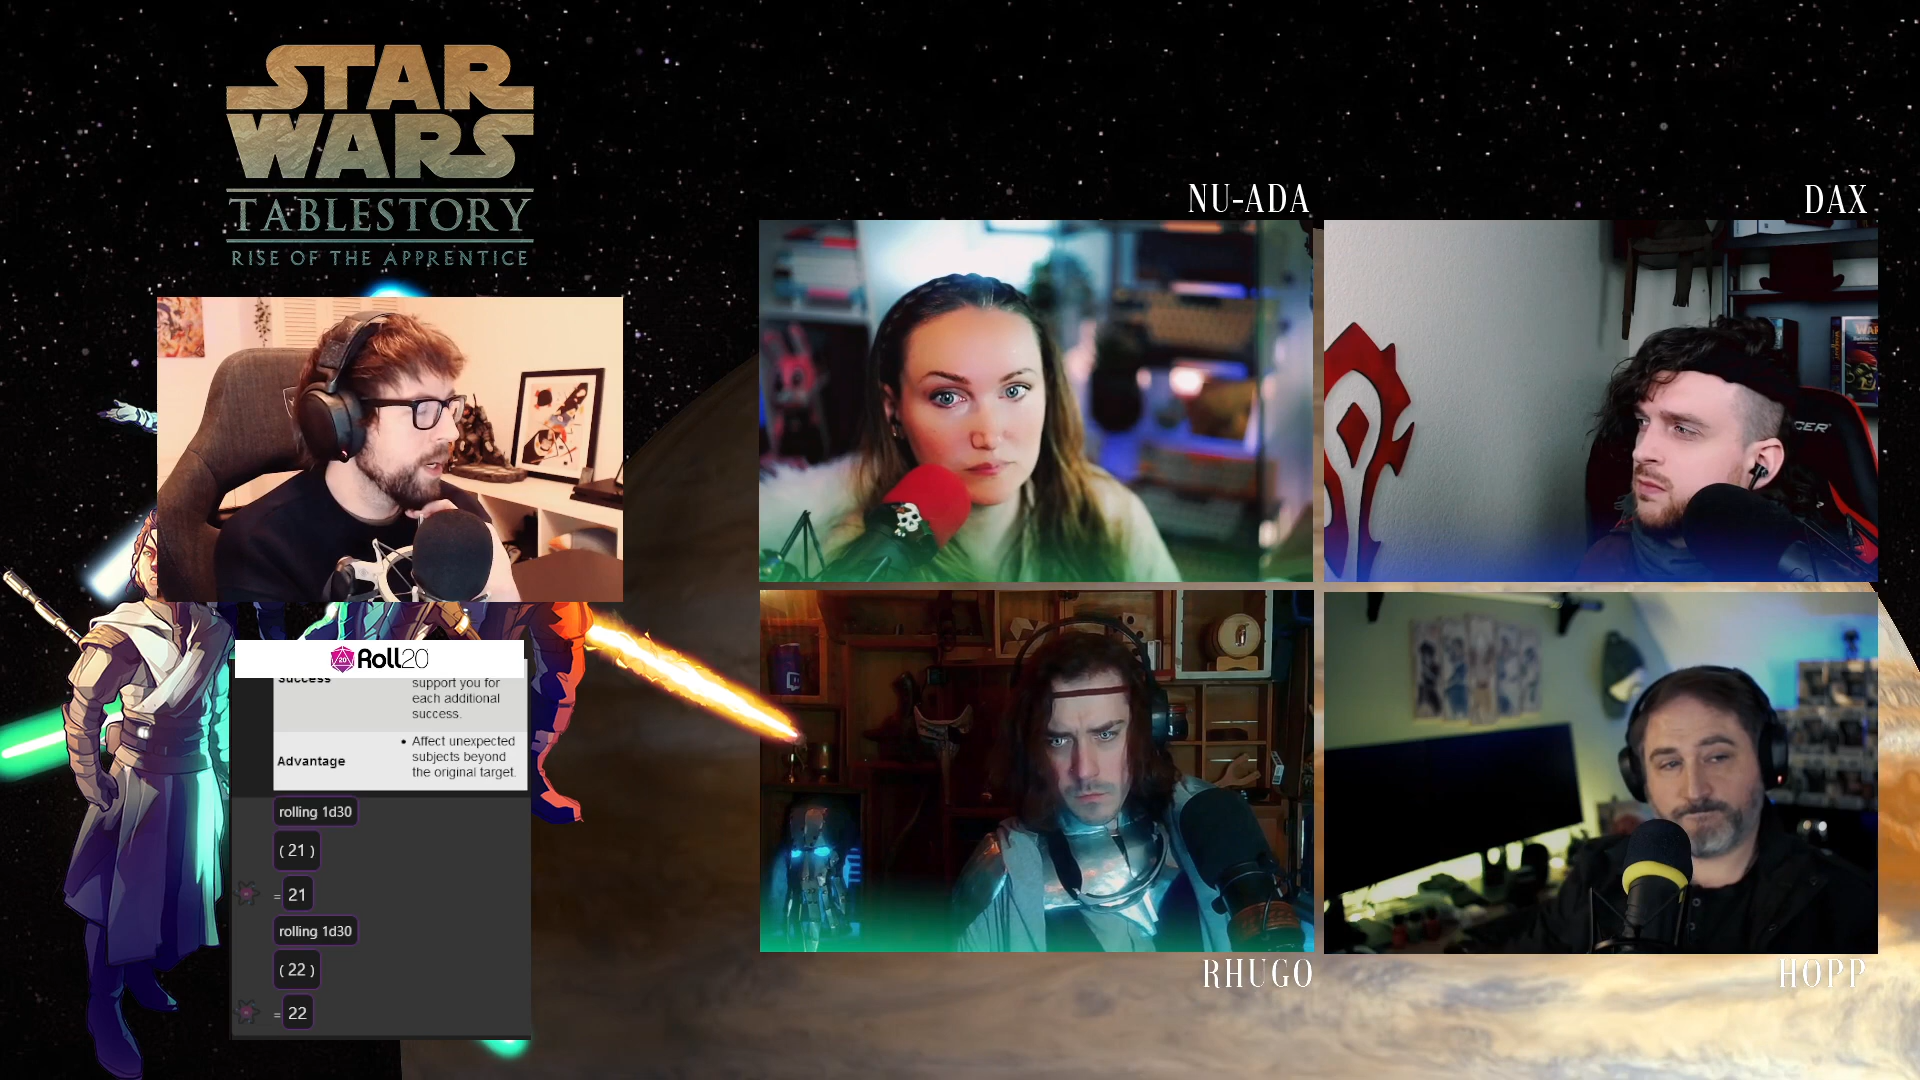 STAR
WARS
TABLESTORY
RISE OF THE APPRENTICE
NU-ADA
DAX
RHUGO
HOPP
Roll20
Success
support you for
each additional
success.
Advantage
• Affect unexpected
subjects beyond
the original target.
rolling 1d30
( 21 )
= 21
rolling 1d30
( 22 )
= 22